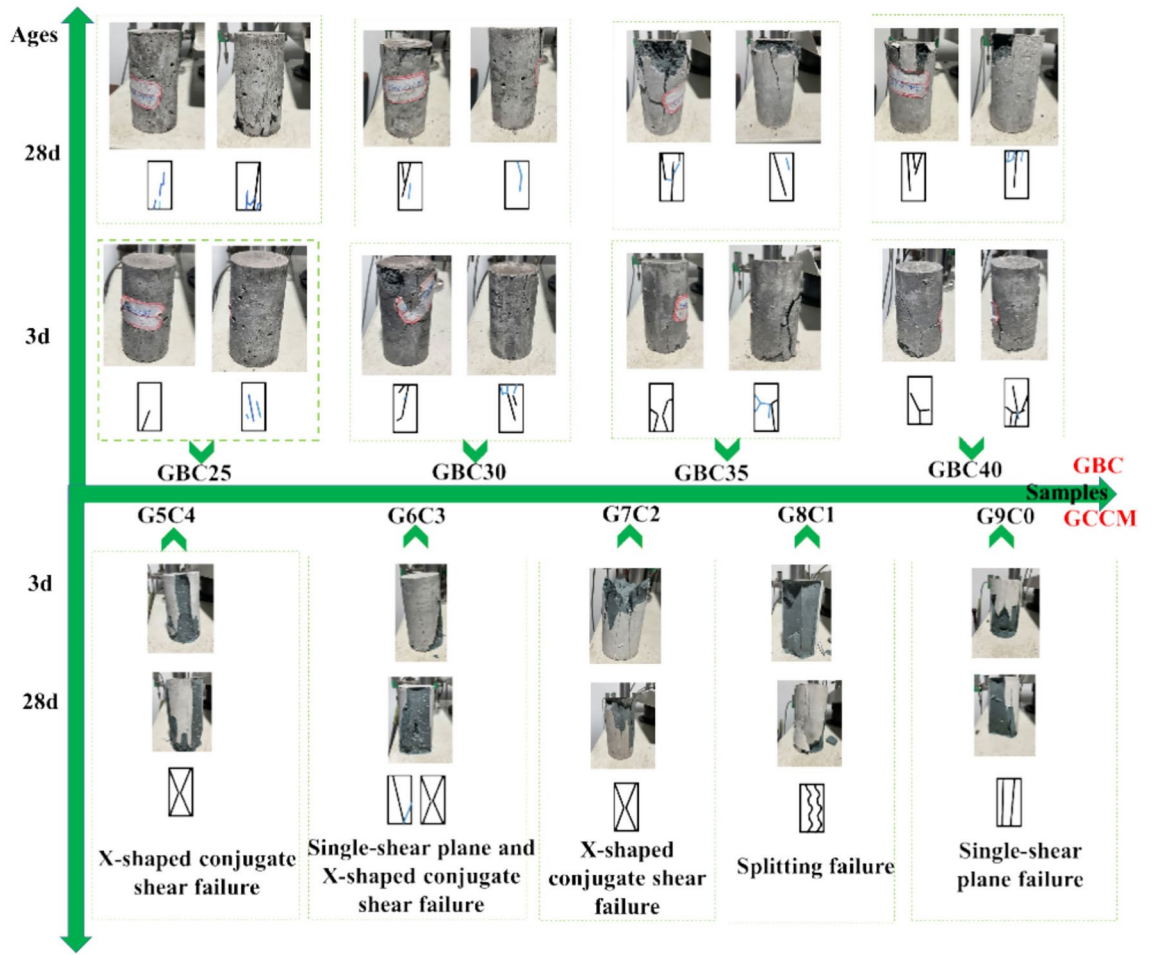 Ages
28d
3d
GBC25
GBC30
GBC35
GBC40
GBC
Samples
GCCM
G5C4
G6C3
G7C2
G8C1
G9C0
3d
28d
X-shaped conjugate
shear failure
Single-shear plane and
X-shaped conjugate
shear failure
X-shaped
conjugate shear
failure
Splitting failure
Single-shear
plane failure